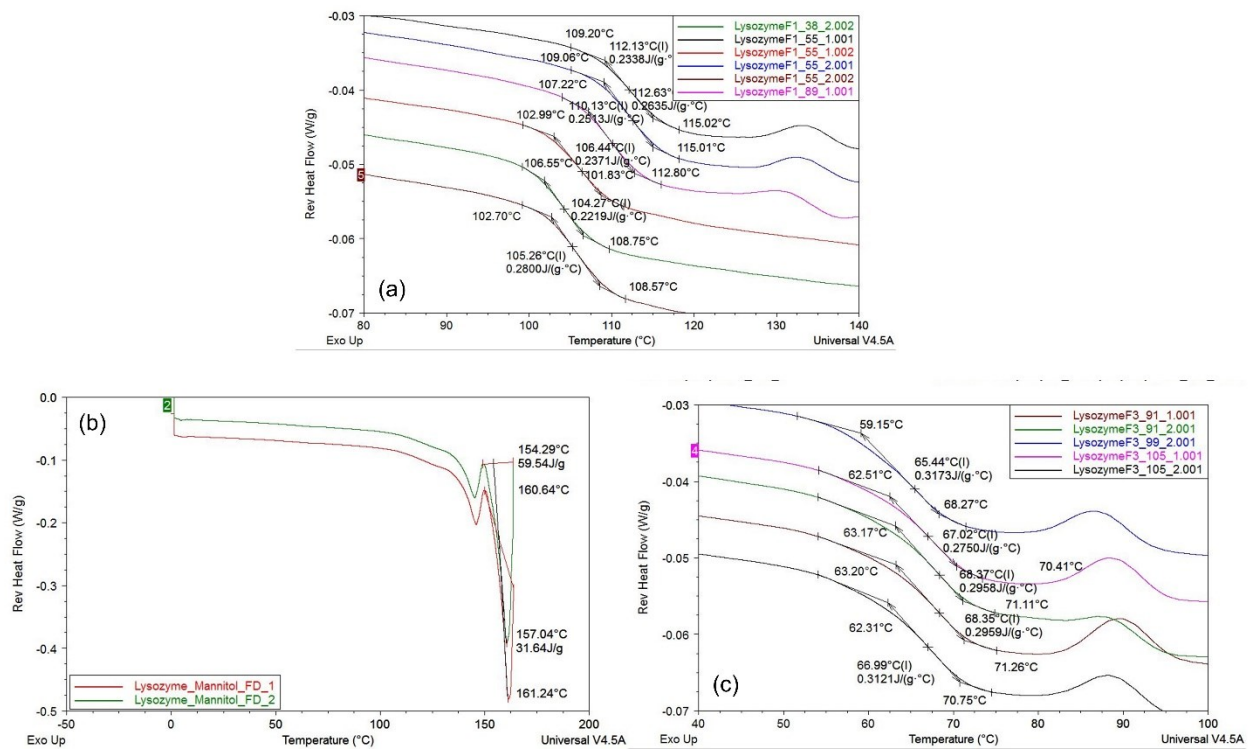 (a)
-0.03
-0.04
-0.05
-0.06
-0.07
Rev Heat Flow (W/g)
5
109.20°C
112.13°C(I)
0.2338J/(g·°C)
109.06°C
112.63°C(I)
0.2635J/(g·°C)
115.02°C
107.22°C
110.13°C(I)
0.2513J/(g·°C)
115.01°C
102.99°C
106.44°C(I)
0.2371J/(g·°C)
112.80°C
106.55°C
101.83°C
104.27°C(I)
0.2219J/(g·°C)
108.75°C
102.70°C
105.26°C(I)
0.2800J/(g·°C)
108.57°C
LysozymeF1_38_2.002
LysozymeF1_55_1.001
LysozymeF1_55_1.002
LysozymeF1_55_2.001
LysozymeF1_55_2.002
LysozymeF1_89_1.001
80 90 100 110 120 130 140
Exo Up Temperature (°C) Universal V4.5A
(b)
0.0
-0.1
-0.2
-0.3
-0.4
-0.5
Rev Heat Flow (W/g)
2
154.29°C
59.54J/g
160.64°C
157.04°C
31.64J/g
161.24°C
Lysozyme_Mannitol_FD_1
Lysozyme_Mannitol_FD_2
-50 0 50 100 150 200
Exo Up Temperature (°C) Universal V4.5A
-0.03
-0.04
-0.05
-0.06
-0.07
Rev Heat Flow (W/g)
4
59.15°C
65.44°C(I)
0.3173J/(g·°C)
62.51°C
68.27°C
67.02°C(I)
0.2750J/(g·°C)
63.17°C
70.41°C
68.37°C(I)
0.2958J/(g·°C)
63.20°C
71.11°C
68.35°C(I)
0.2959J/(g·°C)
62.31°C
71.26°C
66.99°C(I)
0.3121J/(g·°C)
70.75°C
LysozymeF3_91_1.001
LysozymeF3_91_2.001
LysozymeF3_99_2.001
LysozymeF3_105_1.001
LysozymeF3_105_2.001
(c)
40 50 60 70 80 90 100
Exo Up Temperature (°C) Universal V4.5A